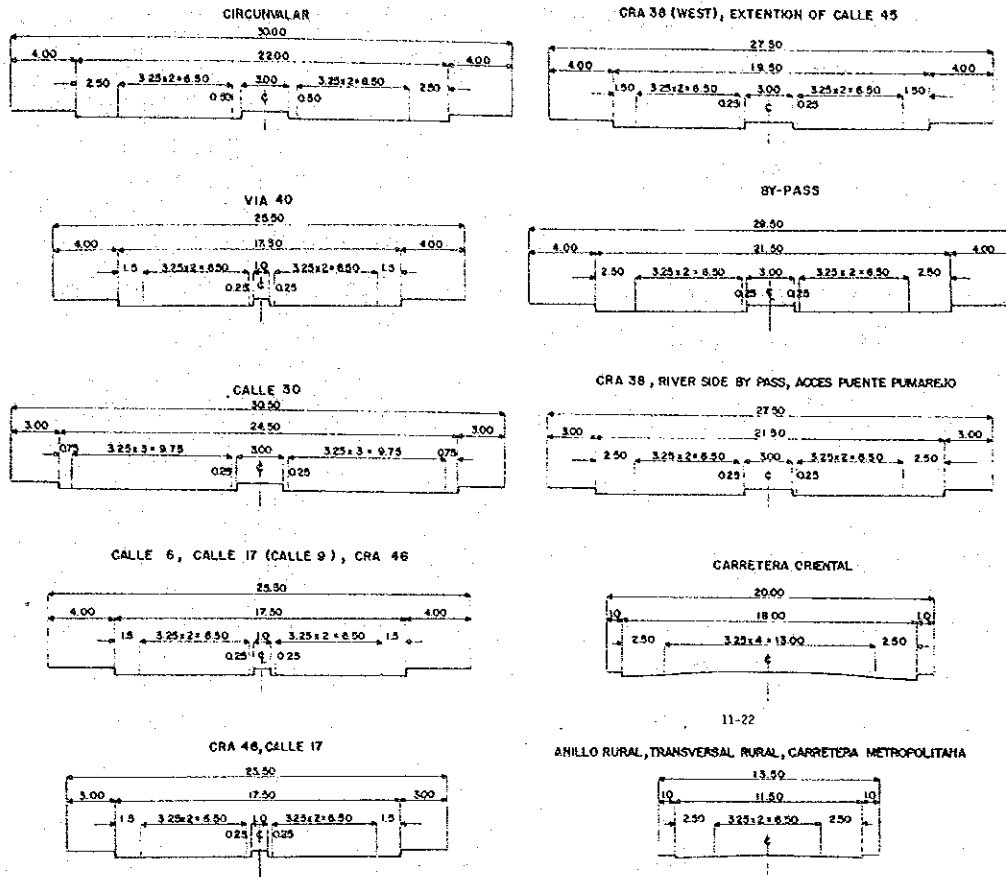 CIRCUNVALAR
30.00
4.00 22.00 4.00
2.50 3.25x2=6.50 3.00 3.25x2=6.50 2.50
0.50 ¢ 0.50
VIA 40
25.50
4.00 17.50 4.00
1.5 3.25x2=6.50 1.0 3.25x2=6.50 1.5
0.25 ¢ 0.25
CALLE 30
30.50
3.00 24.50 3.00
0.75 3.25x3=9.75 3.00 3.25x3=9.75 0.75
0.25 ¢ 0.25
CALLE 6, CALLE 17 (CALLE 9), CRA 46
25.50
4.00 17.50 4.00
1.5 3.25x2=6.50 1.0 3.25x2=6.50 1.5
0.25 ¢ 0.25
CRA 46, CALLE 17
23.50
3.00 17.50 3.00
1.5 3.25x2=6.50 1.0 3.25x2=6.50 1.5
0.25 ¢ 0.25
CRA 38 (WEST), EXTENTION OF CALLE 45
27.50
4.00 19.50 4.00
1.50 3.25x2=6.50 3.00 3.25x2=6.50 1.50
0.25 ¢ 0.25
BY-PASS
29.50
4.00 21.50 4.00
2.50 3.25x2=6.50 3.00 3.25x2=6.50 2.50
0.25 ¢ 0.25
CRA 38, RIVER SIDE BY PASS, ACCES PUENTE PUMAREJO
27.50
3.00 21.50 3.00
2.50 3.25x2=6.50 3.00 3.25x2=6.50 2.50
0.25 ¢ 0.25
CARRETERA ORIENTAL
20.00
1.0 18.00 1.0
2.50 3.25x4=13.00 2.50
¢
11-22
ANILLO RURAL, TRANSVERSAL RURAL, CARRETERA METROPOLITANA
13.50
1.0 11.50 1.0
2.50 3.25x2=6.50 2.50
¢